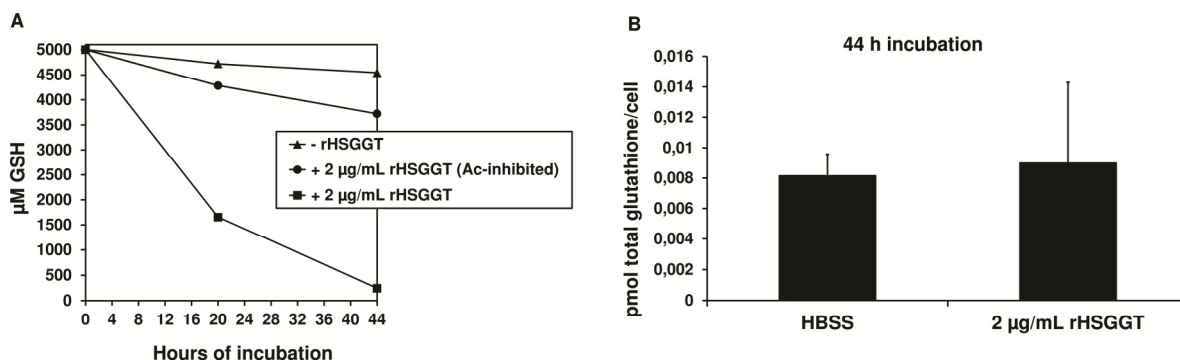 A
5000
4500
4000
3500
3000
2500
2000
1500
1000
500
0
µM GSH
0 4 8 12 16 20 24 28 32 36 40 44
Hours of incubation
- rHSGGT
+ 2 µg/mL rHSGGT (Ac-inhibited)
+ 2 µg/mL rHSGGT
B
44 h incubation
0,016
0,014
0,012
0,01
0,008
0,006
0,004
0,002
0
pmol total glutathione/cell
HBSS
2 µg/mL rHSGGT